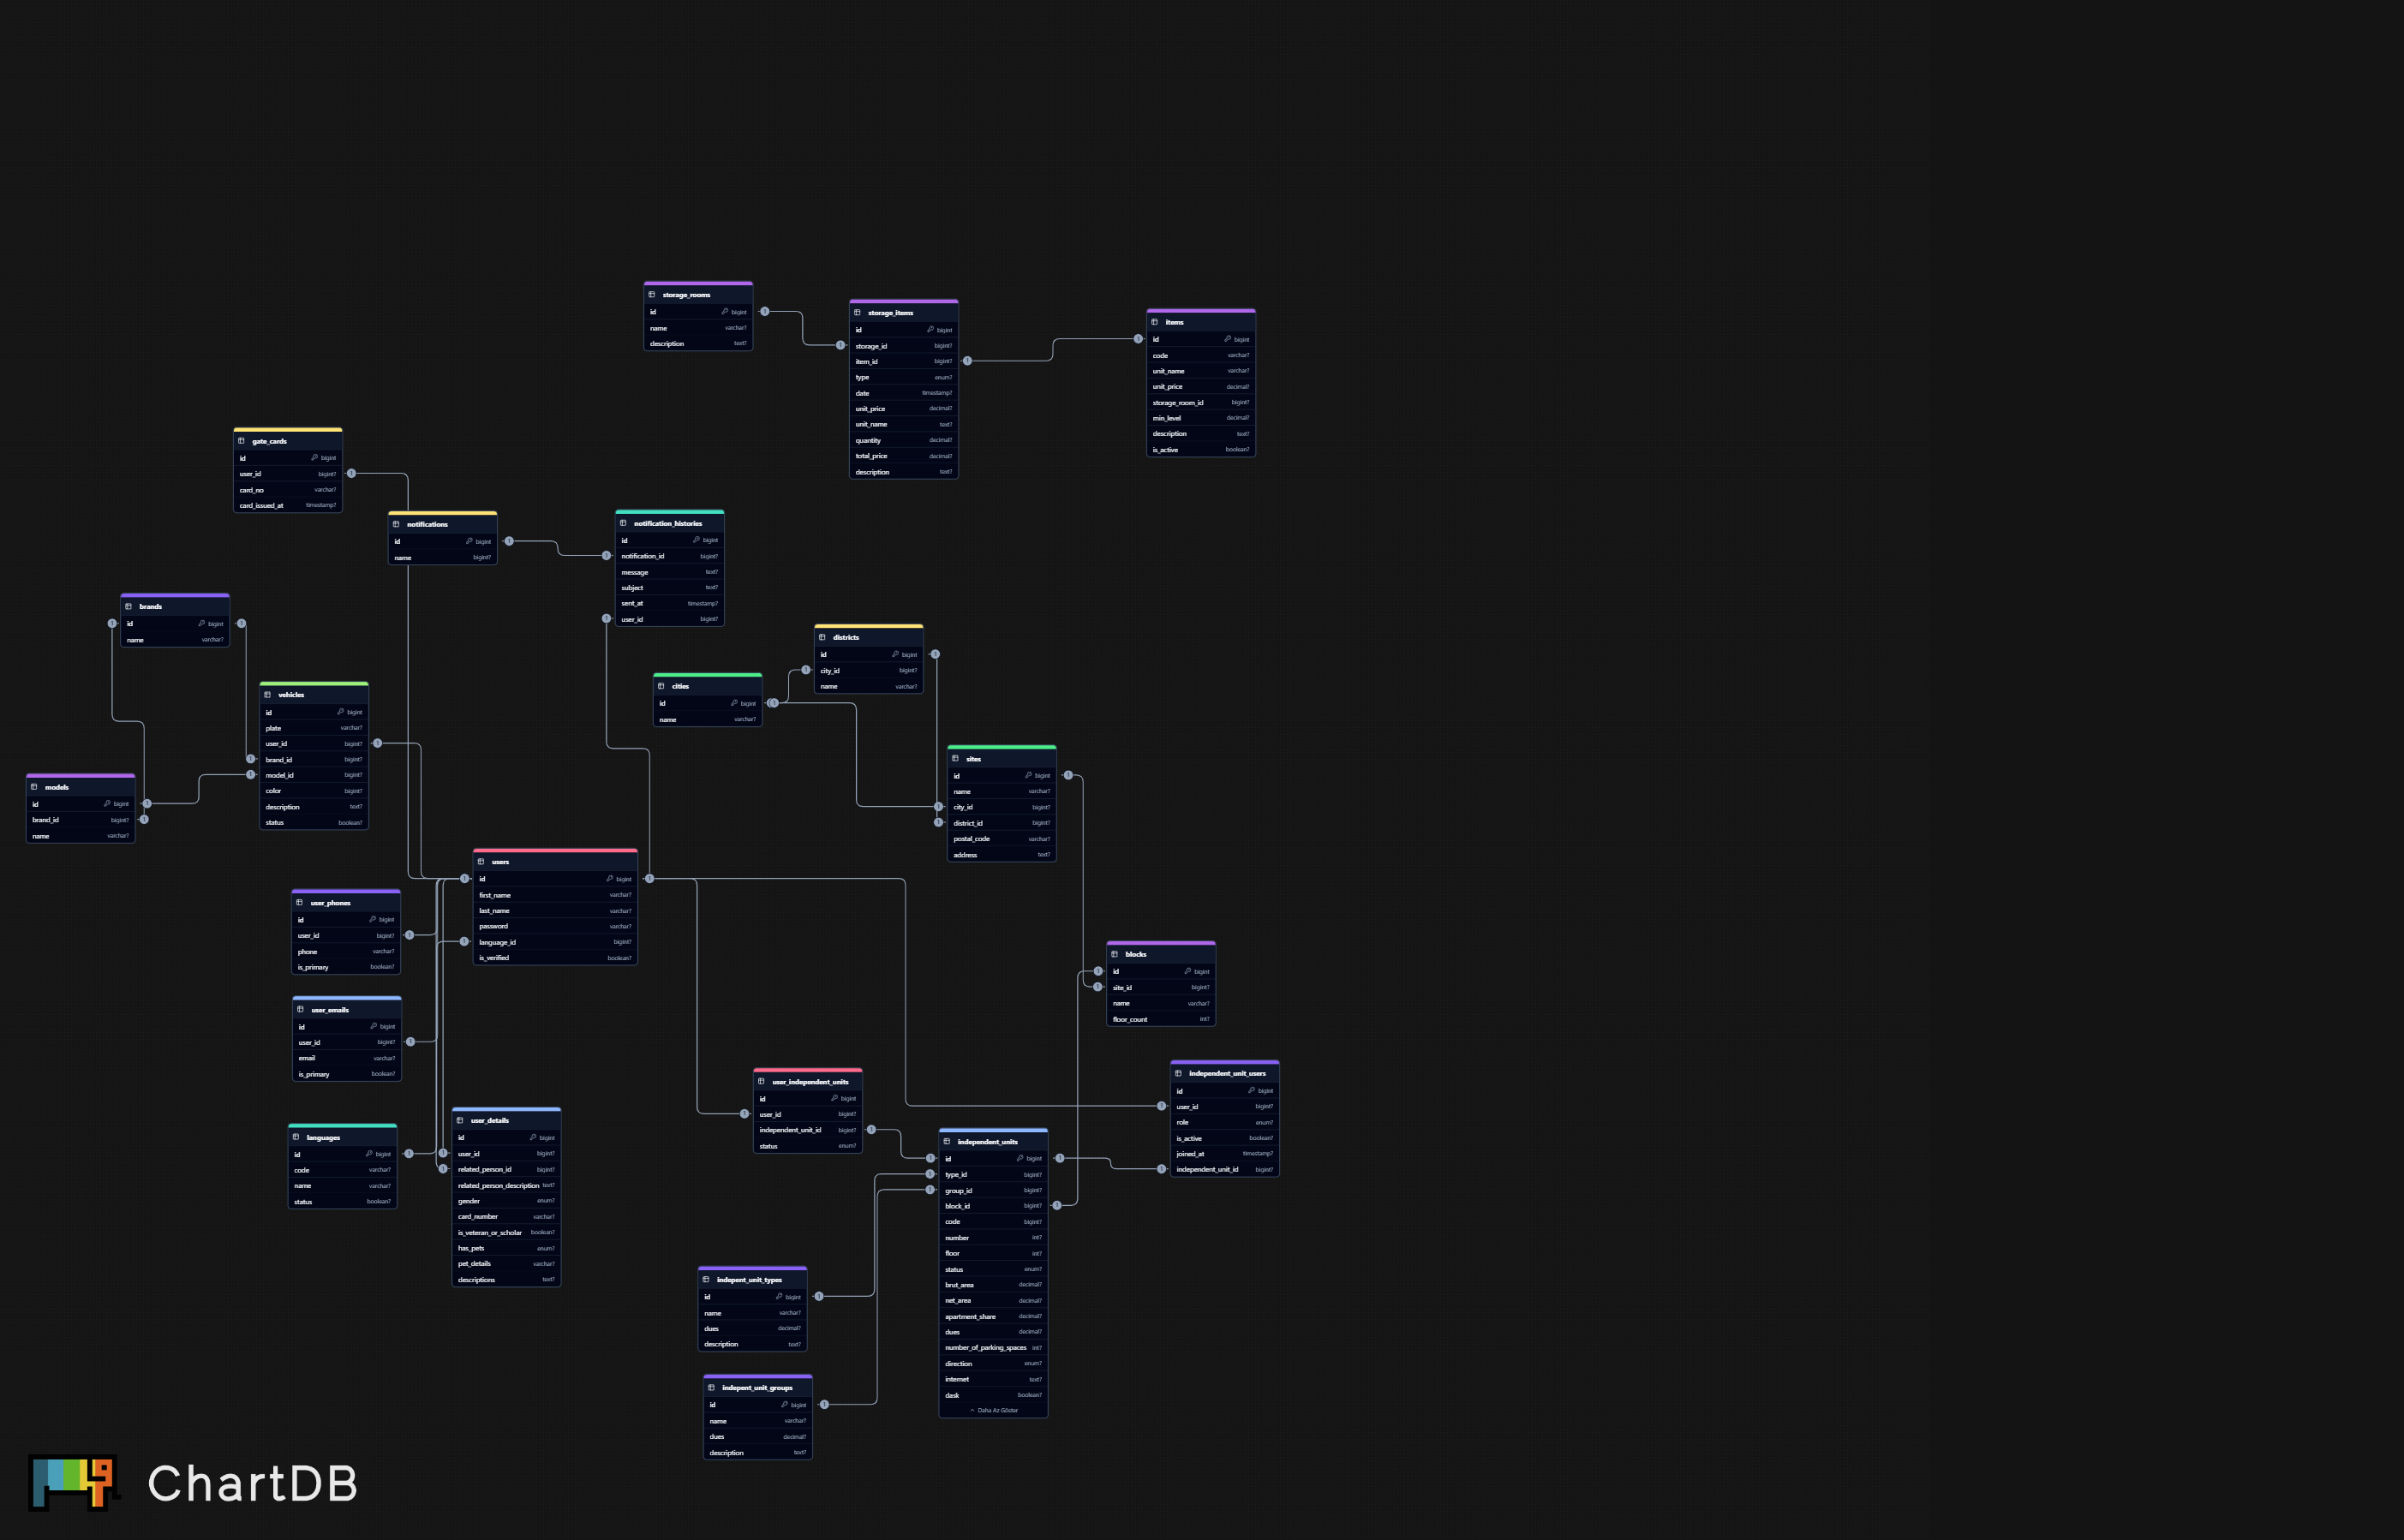 storage_rooms
id bigint
name varchar?
description text?
storage_items
id bigint
storage_id bigint?
item_id bigint?
type enum?
date timestamp?
unit_price decimal?
unit_name text?
quantity decimal?
total_price decimal?
description text?
items
id bigint
code varchar?
unit_name varchar?
unit_price decimal?
storage_room_id bigint?
min_level decimal?
description text?
is_active boolean?
gate_cards
id bigint
user_id bigint?
card_no varchar?
card_issued_at timestamp?
notifications
id bigint
name bigint?
notification_histories
id bigint
notification_id bigint?
message text?
subject text?
sent_at timestamp?
user_id bigint?
brands
id bigint
name varchar?
districts
id bigint
city_id bigint?
name varchar?
cities
id bigint
name varchar?
vehicles
id bigint
plate varchar?
user_id bigint?
brand_id bigint?
model_id bigint?
color bigint?
description text?
status boolean?
models
id bigint
brand_id bigint?
name varchar?
sites
id bigint
name varchar?
city_id bigint?
district_id bigint?
postal_code varchar?
address text?
users
id bigint
first_name varchar?
last_name varchar?
password varchar?
language_id bigint?
is_verified boolean?
user_phones
id bigint
user_id bigint?
phone varchar?
is_primary boolean?
blocks
id bigint
site_id bigint?
name varchar?
floor_count int?
user_emails
id bigint
user_id bigint?
email varchar?
is_primary boolean?
user_independent_units
id bigint
user_id bigint?
independent_unit_id bigint?
status enum?
independent_unit_users
id bigint
user_id bigint?
role enum?
is_active boolean?
joined_at timestamp?
independent_unit_id bigint?
languages
id bigint
code varchar?
name varchar?
status boolean?
user_details
id bigint
user_id bigint?
related_person_id bigint?
related_person_description text?
gender enum?
card_number varchar?
is_veteran_or_scholar boolean?
has_pets enum?
pet_details varchar?
descriptions text?
independent_units
id bigint
type_id bigint?
group_id bigint?
block_id bigint?
code bigint?
number int?
floor int?
status enum?
brut_area decimal?
net_area decimal?
apartment_share decimal?
dues decimal?
number_of_parking_spaces int?
direction enum?
internet text?
dask boolean?
Daha Az Göster
indepent_unit_types
id bigint
name varchar?
dues decimal?
description text?
indepent_unit_groups
id bigint
name varchar?
dues decimal?
description text?
ChartDB